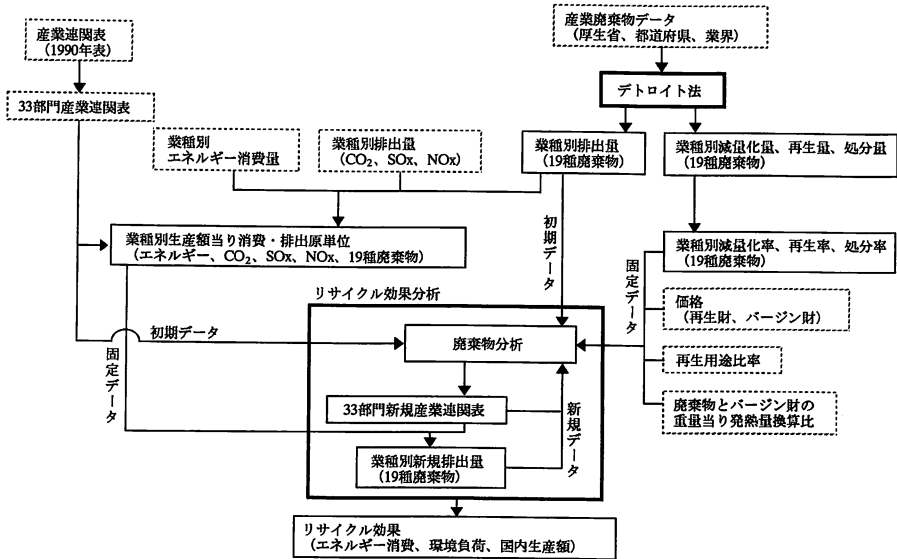 産業連関表
(1990年表)
産業廃棄物データ
(厚生省、都道府県、業界)
デトロイト法
33部門産業連関表
業種別
エネルギー消費量
業種別排出量
(CO₂、SOx、NOx)
業種別排出量
(19種廃棄物)
業種別減量化量、再生量、処分量
(19種廃棄物)
初期データ
業種別生産額当り消費・排出原単位
(エネルギー、CO₂、SOx、NOx、19種廃棄物)
業種別減量化率、再生率、処分率
(19種廃棄物)
固定データ
リサイクル効果分析
価格
(再生財、バージン財)
初期データ
廃棄物分析
再生用途比率
固定データ
33部門新規産業連関表
新規データ
廃棄物とバージン財の
重量当り発熱量換算比
業種別新規排出量
(19種廃棄物)
リサイクル効果
(エネルギー消費、環境負荷、国内生産額)